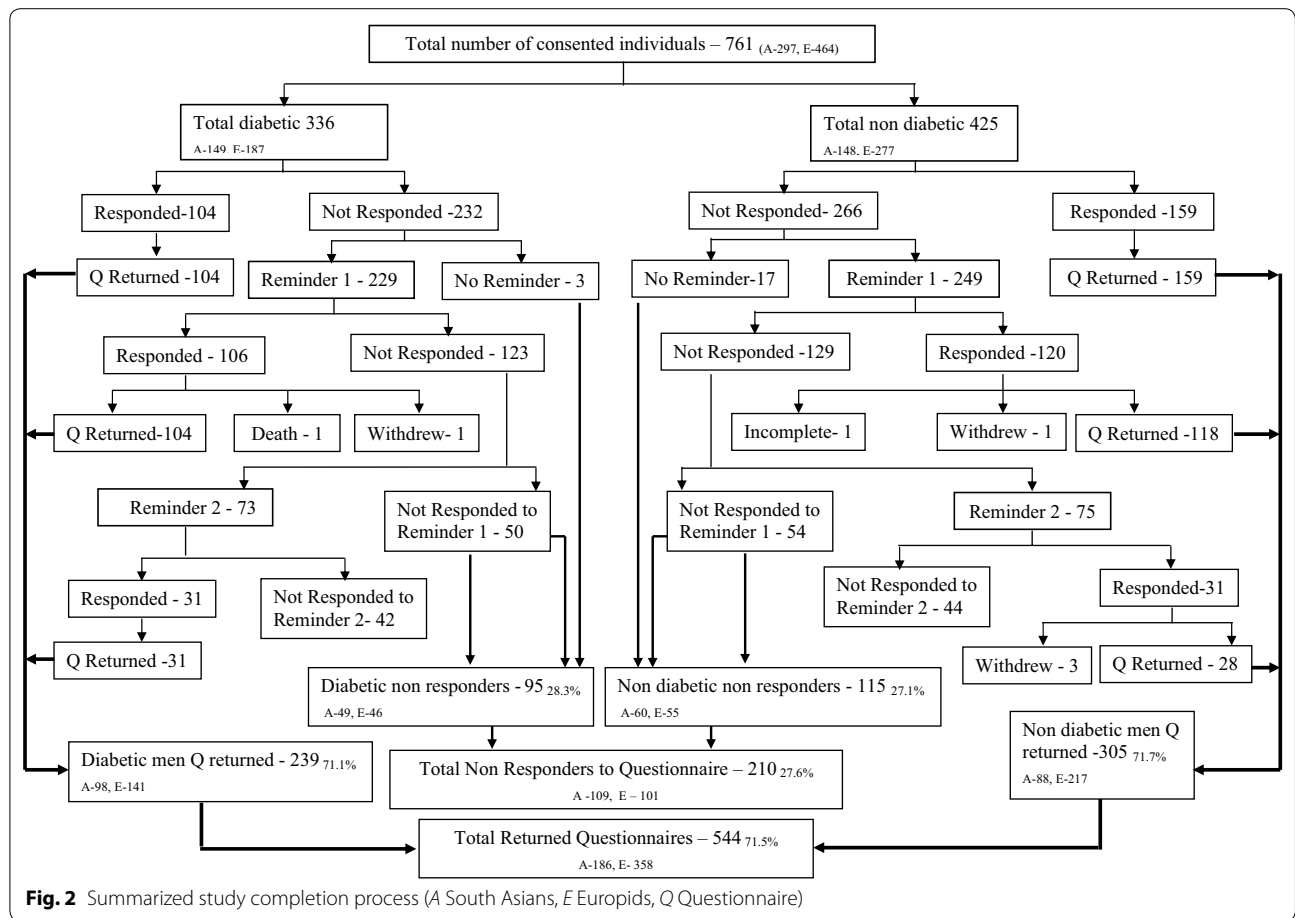 Total number of consented individuals – 761 (A-297, E-464)
Total diabetic 336
A-149, E-187
Total non diabetic 425
A-148, E-277
Responded-104
Not Responded -232
Not Responded- 266
Responded -159
Q Returned -104
Reminder 1 - 229
No Reminder - 3
No Reminder-17
Reminder 1 - 249
Q Returned - 159
Responded - 106
Not Responded - 123
Not Responded -129
Responded -120
Q Returned-104
Death - 1
Withdrew- 1
Incomplete- 1
Withdrew - 1
Q Returned -118
Reminder 2 - 73
Not Responded to
Reminder 1 - 50
Not Responded to
Reminder 1 - 54
Reminder 2 - 75
Responded - 31
Not Responded to
Reminder 2- 42
Not Responded to
Reminder 2 - 44
Responded-31
Q Returned -31
Withdrew - 3
Q Returned - 28
Diabetic non responders - 95 28.3%
A-49, E-46
Non diabetic non responders - 115 27.1%
A-60, E-55
Diabetic men Q returned - 239 71.1%
A-98, E-141
Total Non Responders to Questionnaire – 210 27.6%
A -109, E – 101
Non diabetic men Q
returned -305 71.7%
A-88, E-217
Total Returned Questionnaires – 544 71.5%
A-186, E- 358
Fig. 2 Summarized study completion process (A South Asians, E Europids, Q Questionnaire)